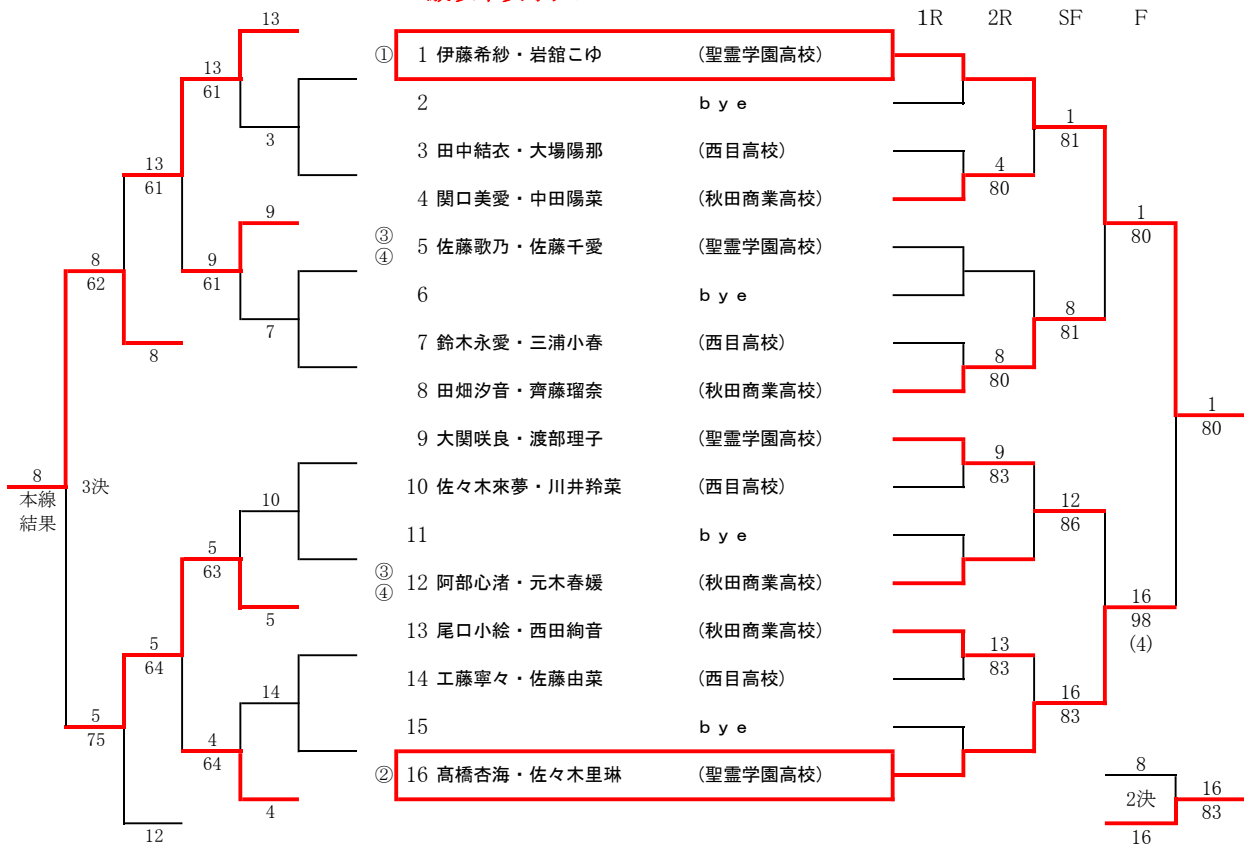 1R 2R SF F
① 1 伊藤希紗・岩舘こゆ (聖霊学園高校)
2 bye
3 田中結衣・大場陽那 (西目高校)
4 関口美愛・中田陽菜 (秋田商業高校)
③④ 5 佐藤歌乃・佐藤千愛 (聖霊学園高校)
6 bye
7 鈴木永愛・三浦小春 (西目高校)
8 田畑汐音・齊藤瑠奈 (秋田商業高校)
9 大関咲良・渡部理子 (聖霊学園高校)
10 佐々木來夢・川井羚菜 (西目高校)
11 bye
③④ 12 阿部心渚・元木春媛 (秋田商業高校)
13 尾口小絵・西田絢音 (秋田商業高校)
14 工藤寧々・佐藤由菜 (西目高校)
15 bye
② 16 髙橋杏海・佐々木里琳 (聖霊学園高校)
13
13
61
3
13
61
9
9
61
7
8
62
8
8
本線
結果
3決
10
5
63
5
5
64
14
5
75
4
64
4
12
4
80
1
81
8
80
8
81
1
80
9
83
12
86
13
83
16
83
16
98
(4)
1
80
8
2決
16
16
83